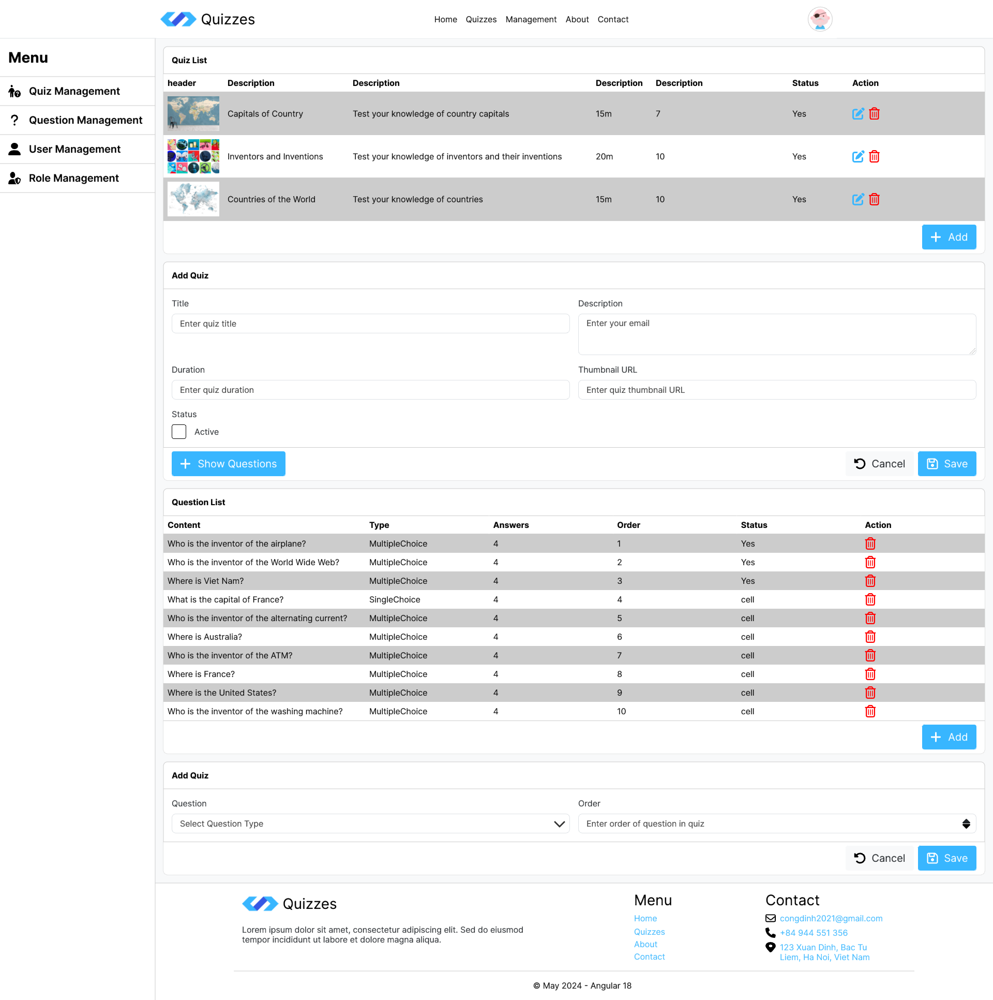 Quizzes
Home Quizzes Management About Contact
Menu
Quiz Management
Question Management
User Management
Role Management
Quiz List
header Description Description Description Description Status Action
Capitals of Country Test your knowledge of country capitals 15m 7 Yes
Inventors and Inventions Test your knowledge of inventors and their inventions 20m 10 Yes
Countries of the World Test your knowledge of countries 15m 10 Yes
Add
Add Quiz
Title Description
Enter quiz title Enter your email
Duration Thumbnail URL
Enter quiz duration Enter quiz thumbnail URL
Status
Active
Show Questions Cancel Save
Question List
Content Type Answers Order Status Action
Who is the inventor of the airplane? MultipleChoice 4 1 Yes
Who is the inventor of the World Wide Web? MultipleChoice 4 2 Yes
Where is Viet Nam? MultipleChoice 4 3 Yes
What is the capital of France? SingleChoice 4 4 cell
Who is the inventor of the alternating current? MultipleChoice 4 5 cell
Where is Australia? MultipleChoice 4 6 cell
Who is the inventor of the ATM? MultipleChoice 4 7 cell
Where is France? MultipleChoice 4 8 cell
Where is the United States? MultipleChoice 4 9 cell
Who is the inventor of the washing machine? MultipleChoice 4 10 cell
Add
Add Quiz
Question Order
Select Question Type Enter order of question in quiz
Cancel Save
Quizzes
Lorem ipsum dolor sit amet, consectetur adipiscing elit. Sed do eiusmod
tempor incididunt ut labore et dolore magna aliqua.
Menu
Home
Quizzes
About
Contact
Contact
congdinh2021@gmail.com
+84 944 551 356
123 Xuan Dinh, Bac Tu
Liem, Ha Noi, Viet Nam
© May 2024 - Angular 18